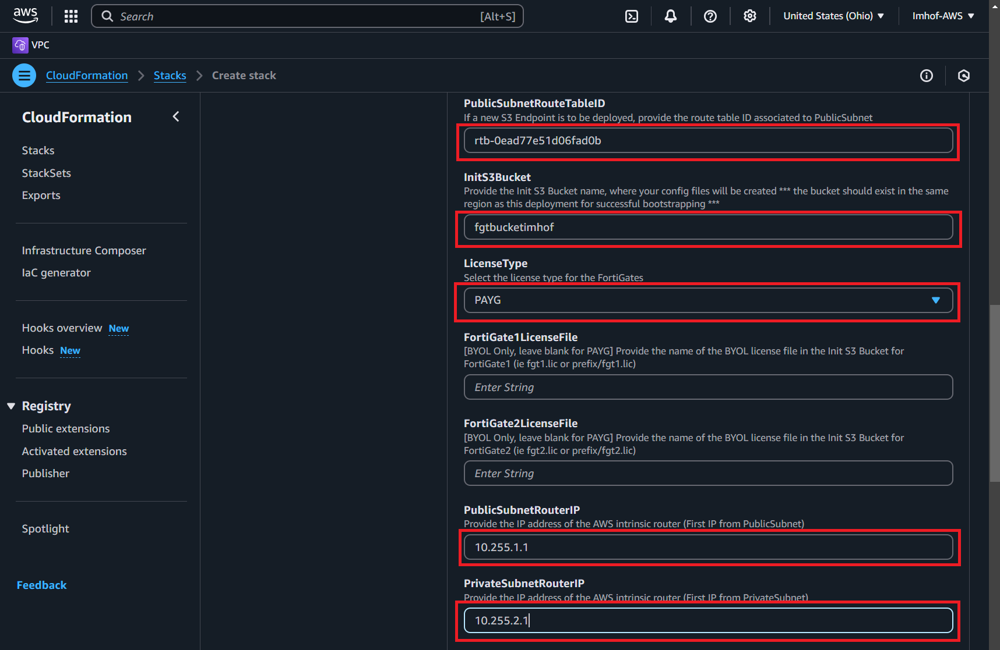 aws
Search
[Alt+S]
United States (Ohio)
Imhof-AWS
VPC
CloudFormation
Stacks
Create stack
CloudFormation
Stacks
StackSets
Exports
Infrastructure Composer
IaC generator
Hooks overview New
Hooks New
Registry
Public extensions
Activated extensions
Publisher
Spotlight
Feedback
PublicSubnetRouteTableID
If a new S3 Endpoint is to be deployed, provide the route table ID associated to PublicSubnet
rtb-0ead77e51d06fad0b
InitS3Bucket
Provide the Init S3 Bucket name, where your config files will be created *** the bucket should exist in the same
region as this deployment for successful bootstrapping ***
fgtbucketimhof
LicenseType
Select the license type for the FortiGates
PAYG
FortiGate1LicenseFile
[BYOL Only, leave blank for PAYG] Provide the name of the BYOL license file in the Init S3 Bucket for
FortiGate1 (ie fgt1.lic or prefix/fgt1.lic)
Enter String
FortiGate2LicenseFile
[BYOL Only, leave blank for PAYG] Provide the name of the BYOL license file in the Init S3 Bucket for
FortiGate2 (ie fgt2.lic or prefix/fgt2.lic)
Enter String
PublicSubnetRouterIP
Provide the IP address of the AWS intrinsic router (First IP from PublicSubnet)
10.255.1.1
PrivateSubnetRouterIP
Provide the IP address of the AWS intrinsic router (First IP from PrivateSubnet)
10.255.2.1